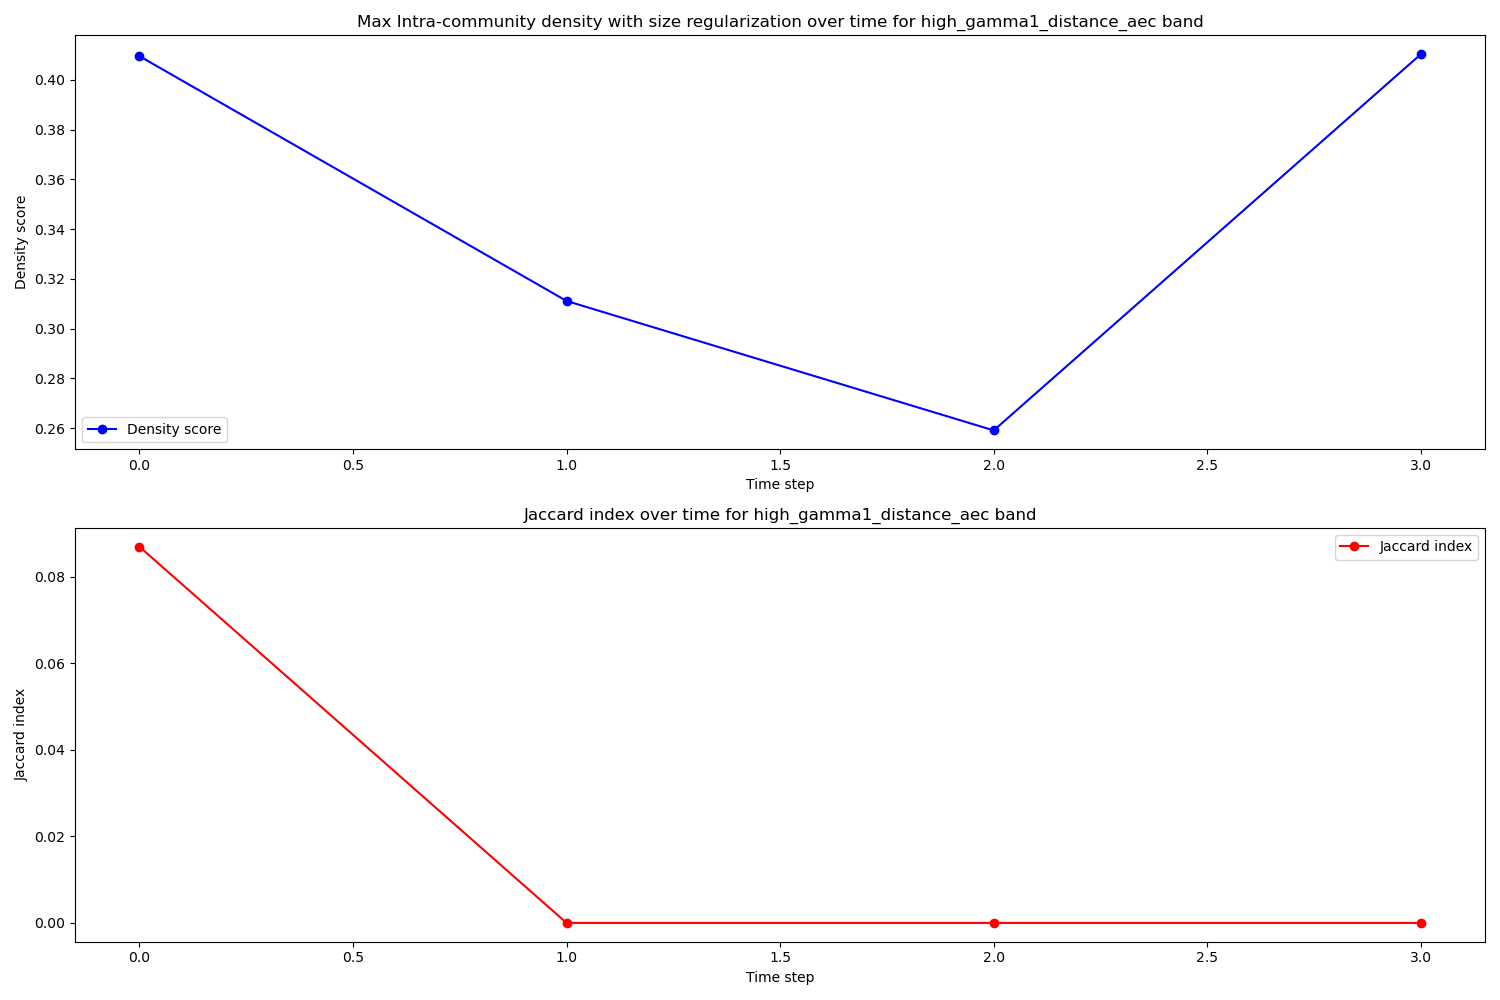 Max Intra-community density with size regularization over time for high_gamma1_distance_aec band
Density score
0.40
0.38
0.36
0.34
0.32
0.30
0.28
0.26
Density score
0.0 0.5 1.0 1.5 2.0 2.5 3.0
Time step
Jaccard index over time for high_gamma1_distance_aec band
Jaccard index
Jaccard index
0.08
0.06
0.04
0.02
0.00
0.0 0.5 1.0 1.5 2.0 2.5 3.0
Time step